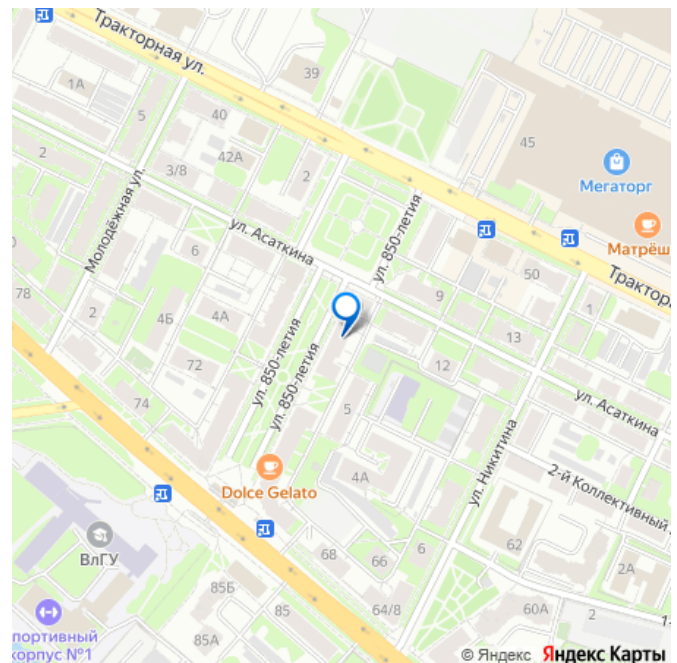 Тракторная ул.
39
1А
5
40
45
2
42А
3/8
2
Мегаторг
Молодёжная ул.
ул. Асаткина
ул. 850-летия
Матрёш
6
50
Трактор
78
9
1
2
4Б
4А
13
ул. 850-летия
ул. 850-летия
72
12
74
5
ул. Асаткина
ул. Никитина
Dolce Gelato
4А
2-й Коллективный
ВлГУ
68
66
6
62
2А
85Б
85
64/8
60А
2
1-
портивный
корпус №1
85А
© Яндекс Яндекс Карты